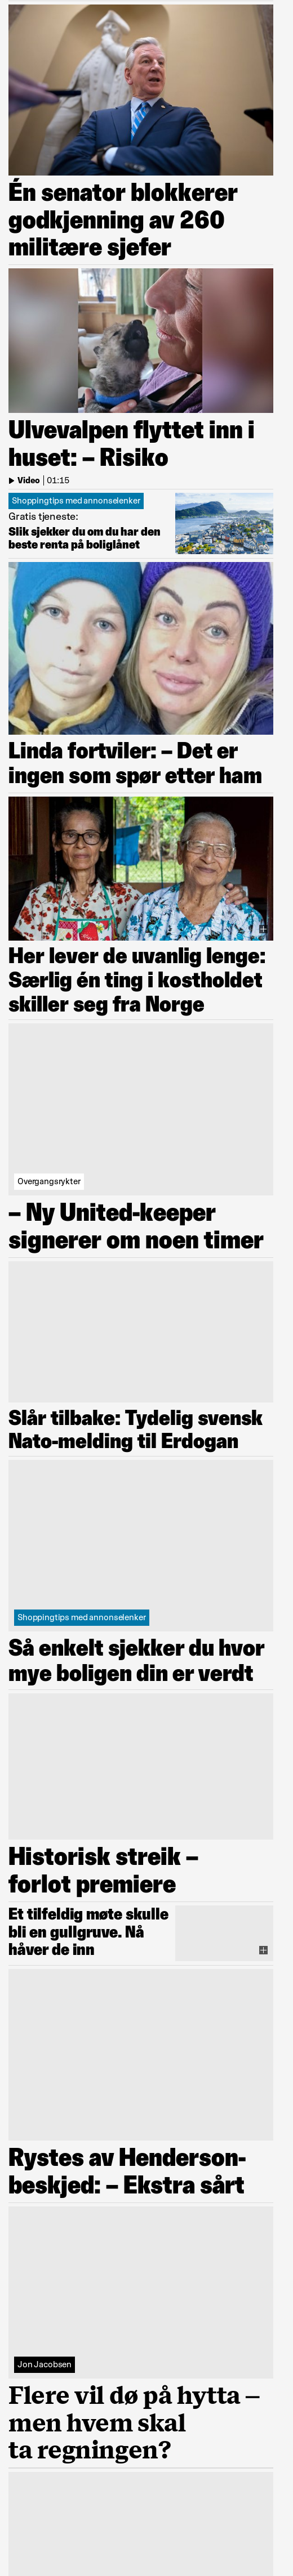 Én senator blokkerer
godkjenning av 260
militære sjefer
Ulvevalpen flyttet inn i
huset: – Risiko
Video | 01:15
Shoppingtips med annonselenker
Gratis tjeneste:
Slik sjekker du om du har den
beste renta på boliglånet
Linda fortviler: – Det er
ingen som spør etter ham
Her lever de uvanlig lenge:
Særlig én ting i kostholdet
skiller seg fra Norge
Overgangsrykter
– Ny United-keeper
signerer om noen timer
Slår tilbake: Tydelig svensk
Nato-melding til Erdogan
Shoppingtips med annonselenker
Så enkelt sjekker du hvor
mye boligen din er verdt
Historisk streik –
forlot premiere
Et tilfeldig møte skulle
bli en gullgruve. Nå
håver de inn
Rystes av Henderson-
beskjed: – Ekstra sårt
Jon Jacobsen
Flere vil dø på hytta –
men hvem skal
ta regningen?